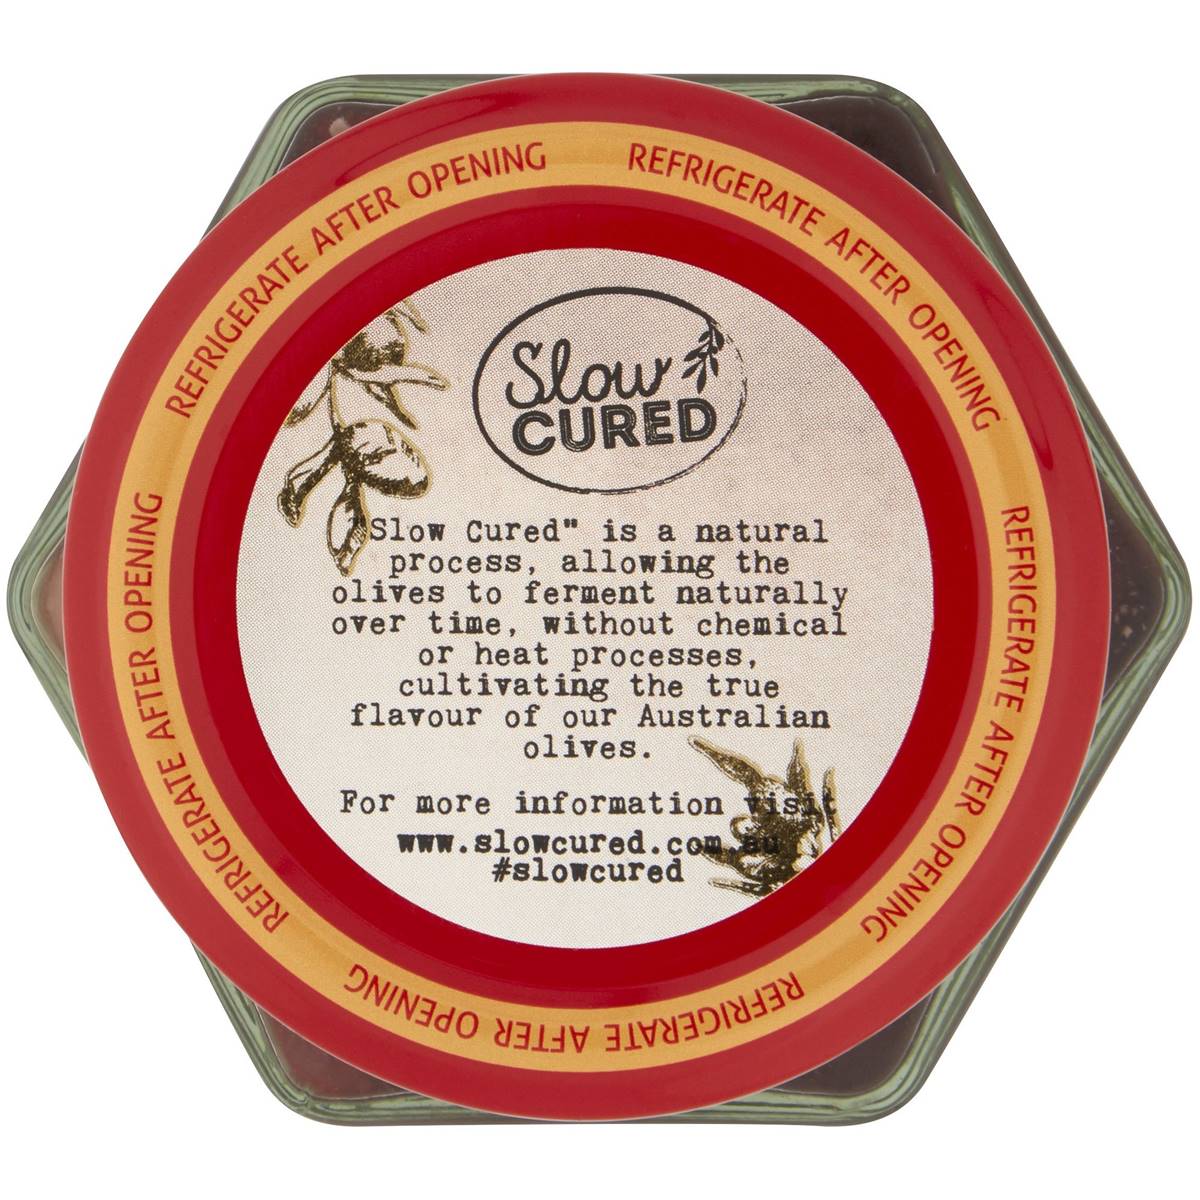 REFRIGERATE AFTER OPENING
REFRIGERATE AFTER OPENING
REFRIGERATE AFTER OPENING
REFRIGERATE AFTER OPENING
REFRIGERATE AFTER OPENING
Slow
CURED
"Slow Cured" is a natural
process, allowing the
olives to ferment naturally
over time, without chemical
or heat processes,
cultivating the true
flavour of our Australian
olives.
For more information visit
www.slowcured.com.au
#slowcured